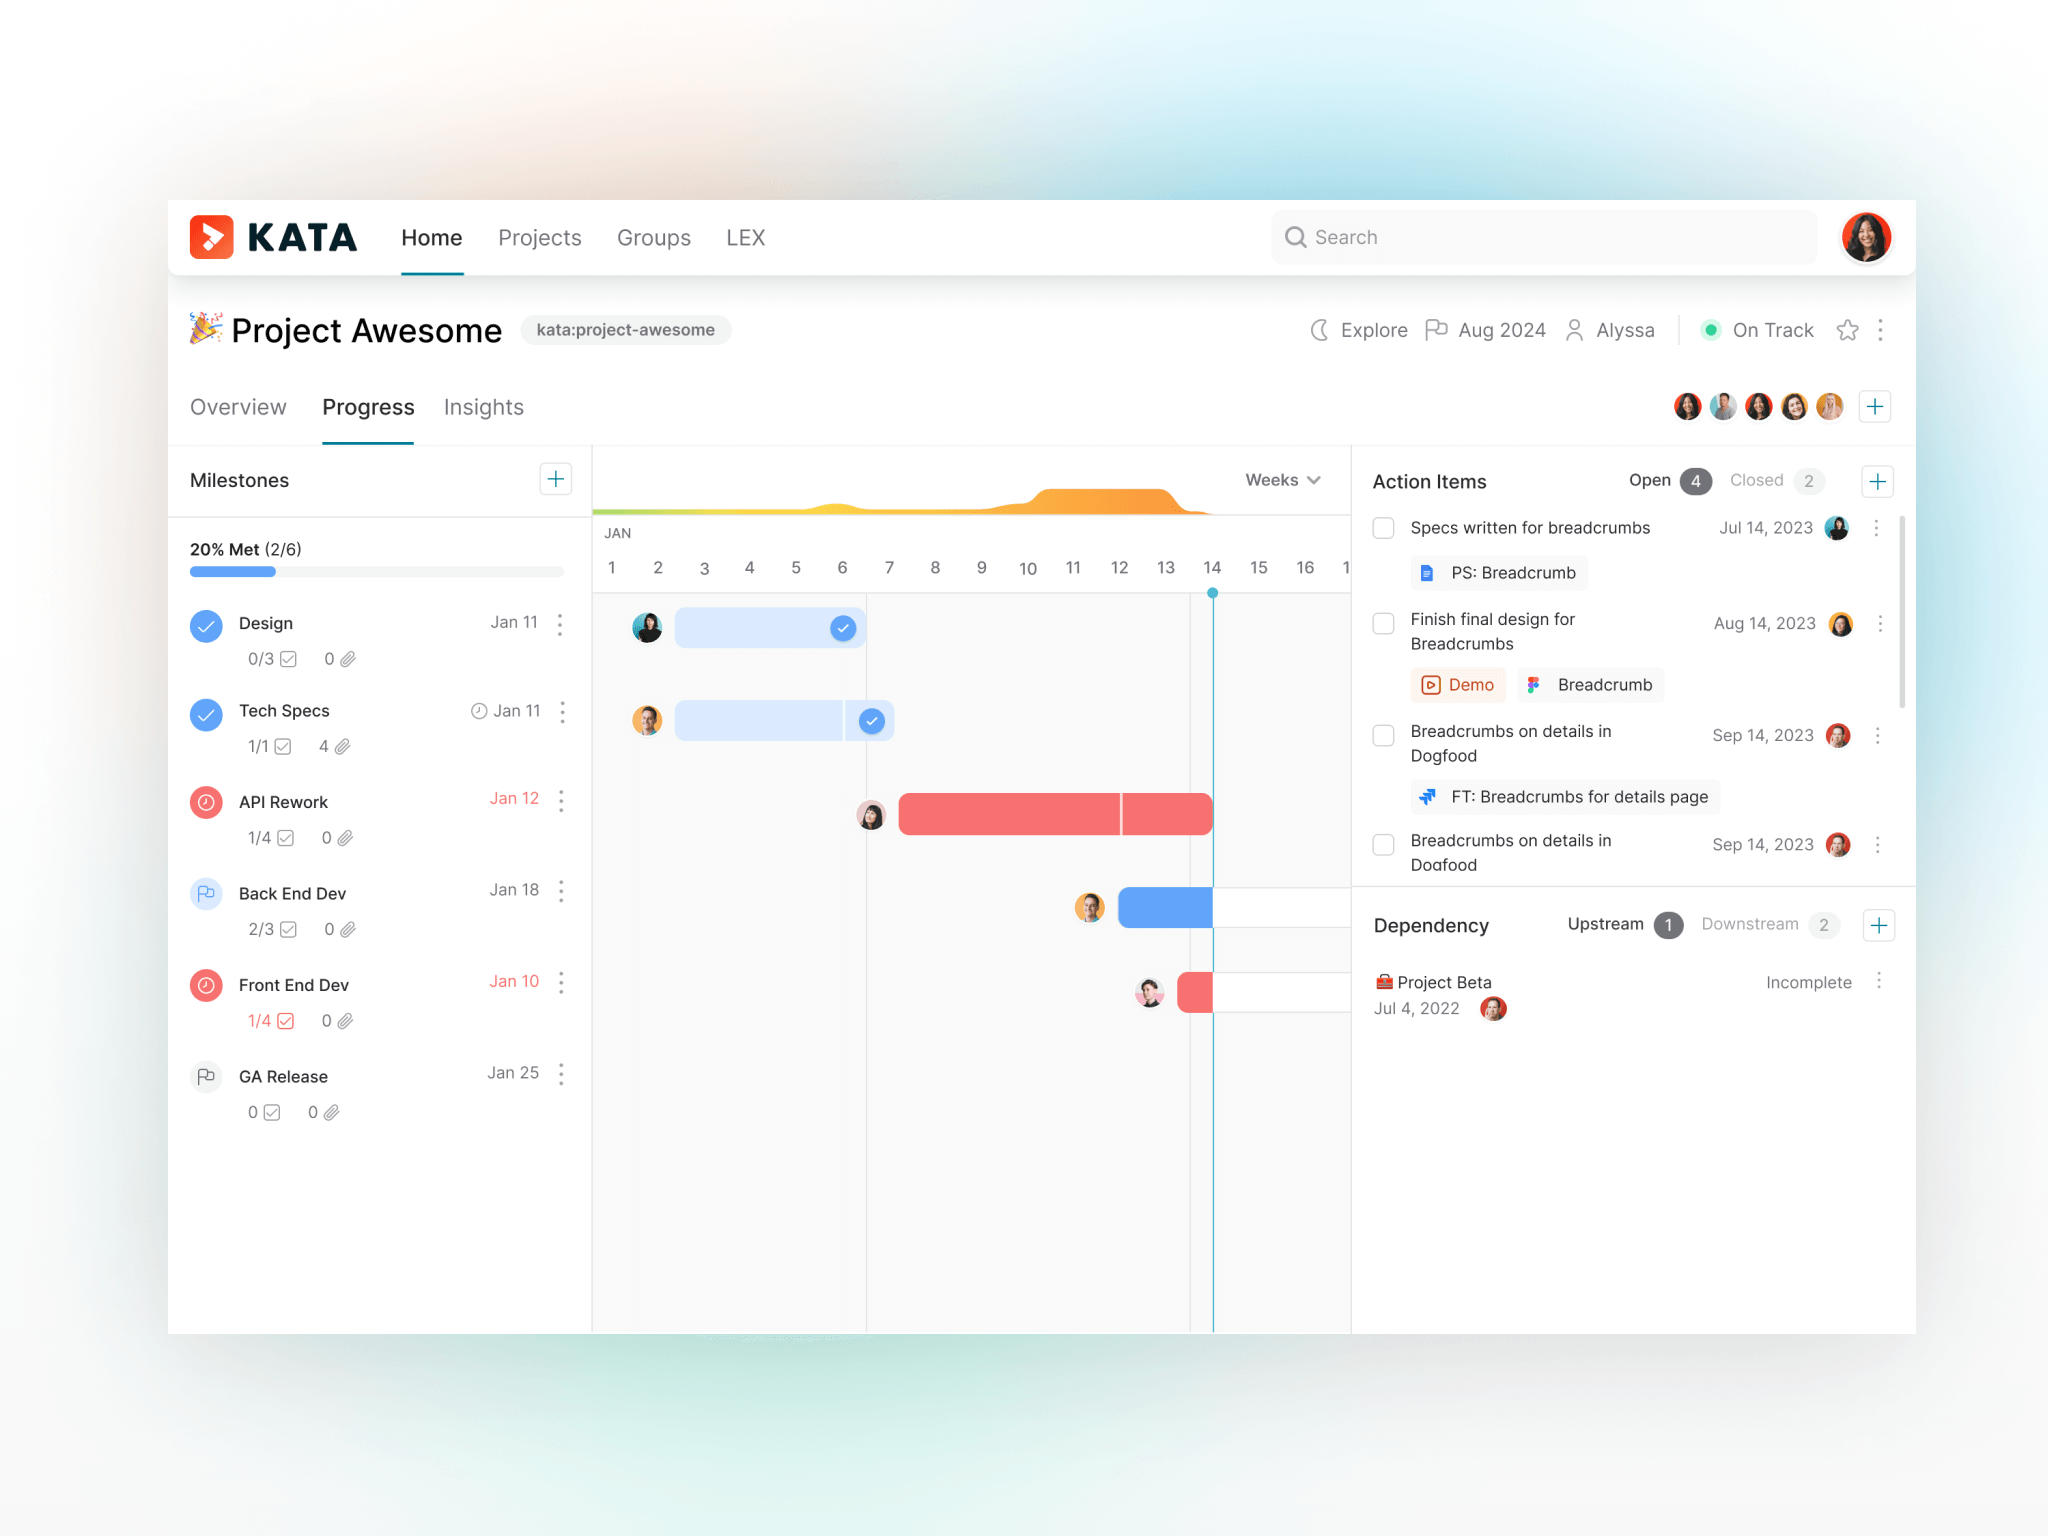 KATA
Home Projects Groups LEX
Search
Project Awesome kata:project-awesome
Explore Aug 2024 Alyssa On Track
Overview Progress Insights
Milestones
20% Met (2/6)
Design Jan 11
0/3 0
Tech Specs Jan 11
1/1 4
API Rework Jan 12
1/4 0
Back End Dev Jan 18
2/3 0
Front End Dev Jan 10
1/4 0
GA Release Jan 25
0 0
Weeks
JAN
1 2 3 4 5 6 7 8 9 10 11 12 13 14 15 16 1
Action Items Open 4 Closed 2
Specs written for breadcrumbs Jul 14, 2023
PS: Breadcrumb
Finish final design for
Breadcrumbs
Aug 14, 2023
Demo Breadcrumb
Breadcrumbs on details in
Dogfood
Sep 14, 2023
FT: Breadcrumbs for details page
Breadcrumbs on details in
Dogfood
Sep 14, 2023
Dependency Upstream 1 Downstream 2
Project Beta Incomplete
Jul 4, 2022